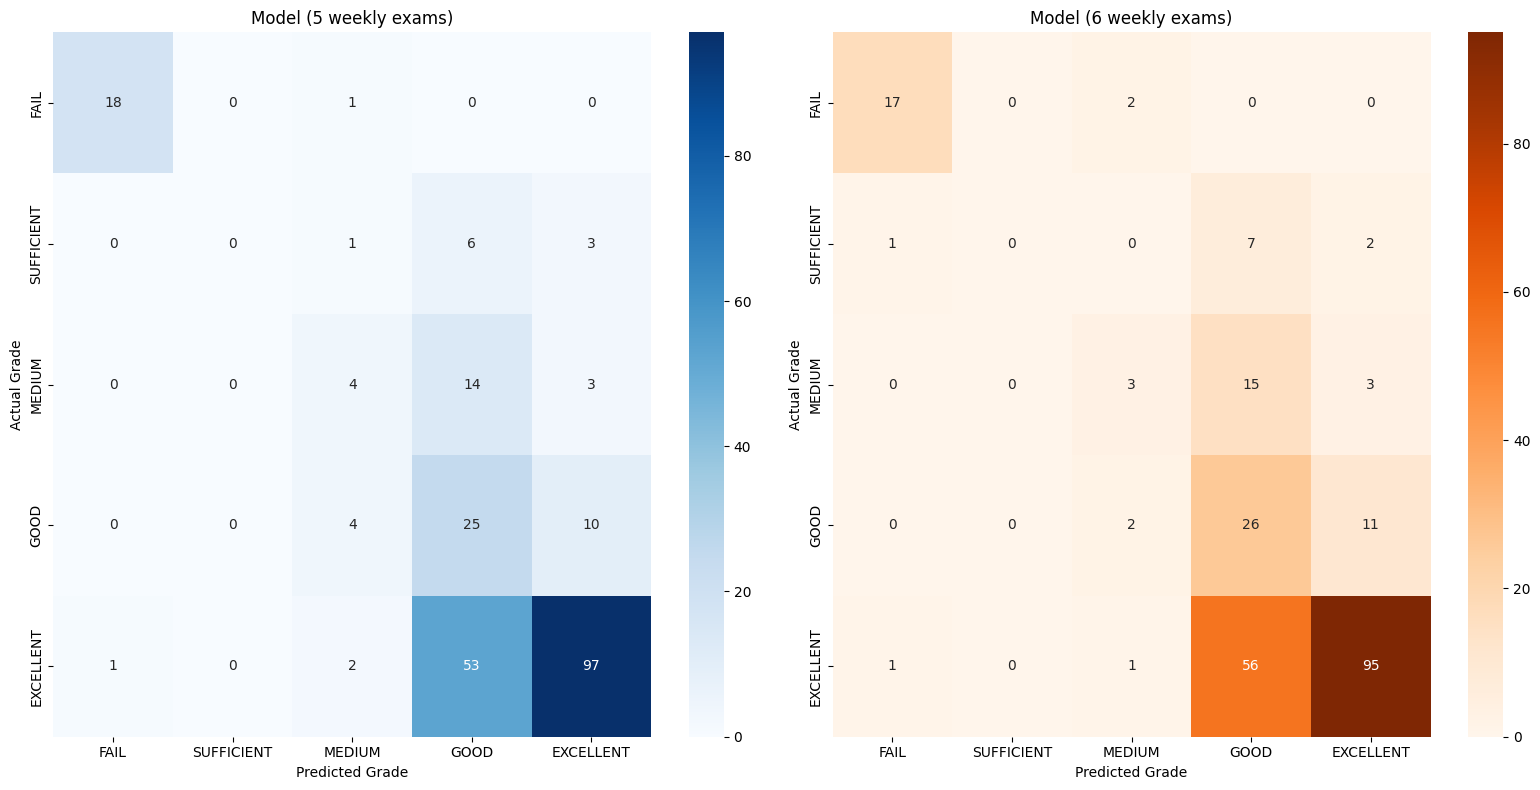 Model (5 weekly exams)
Actual Grade
FAIL
18 0 1 0 0
SUFFICIENT
0 0 1 6 3
MEDIUM
0 0 4 14 3
GOOD
0 0 4 25 10
EXCELLENT
1 0 2 53 97
FAIL SUFFICIENT MEDIUM GOOD EXCELLENT
Predicted Grade
80
60
40
20
0
Model (6 weekly exams)
Actual Grade
FAIL
17 0 2 0 0
SUFFICIENT
1 0 0 7 2
MEDIUM
0 0 3 15 3
GOOD
0 0 2 26 11
EXCELLENT
1 0 1 56 95
FAIL SUFFICIENT MEDIUM GOOD EXCELLENT
Predicted Grade
80
60
40
20
0